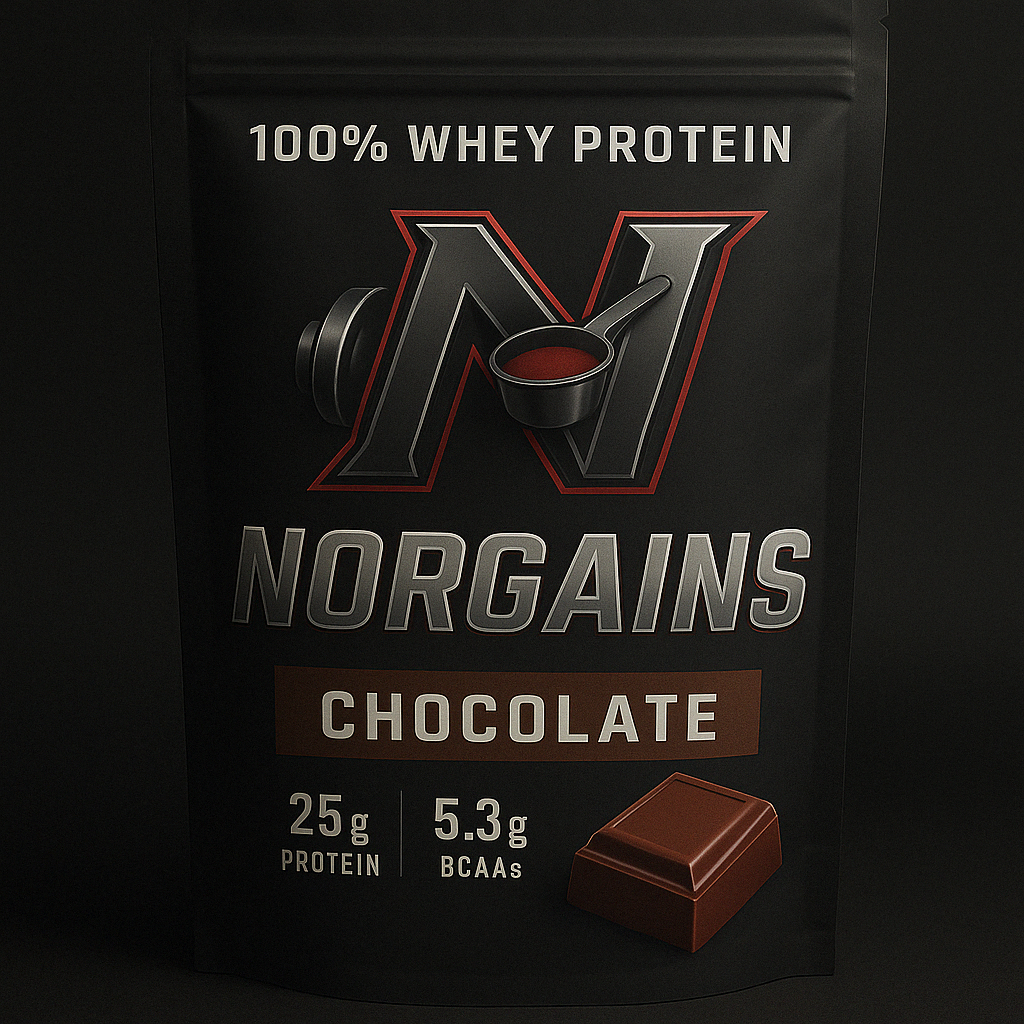 100% WHEY PROTEIN
N
NORGAINS
CHOCOLATE
25g 5.3g
PROTEIN BCAAs